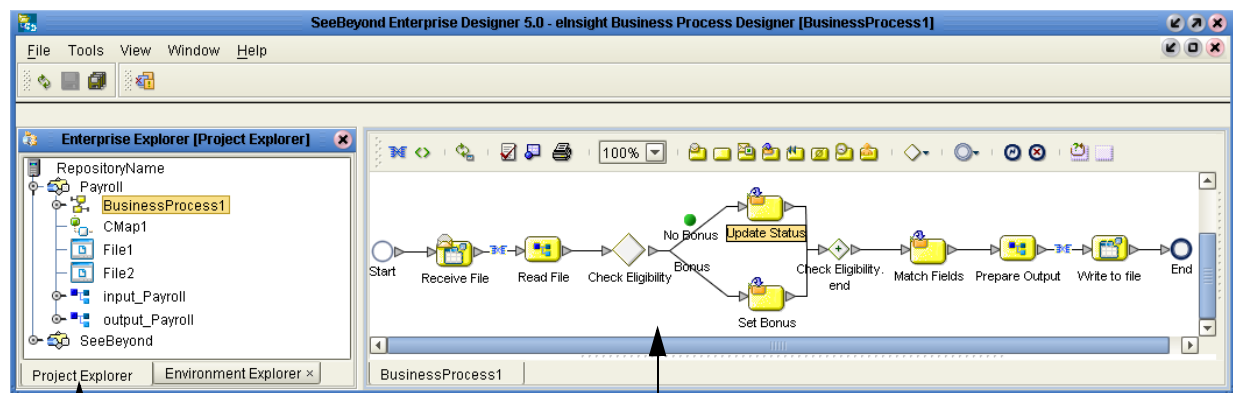 SeeBeyond Enterprise Designer 5.0 - eInsight Business Process Designer [BusinessProcess1]
File Tools View Window Help
Enterprise Explorer [Project Explorer]
RepositoryName
Payroll
BusinessProcess1
CMap1
File1
File2
input_Payroll
output_Payroll
SeeBeyond
Project Explorer Environment Explorer ×
100%
No Bonus Update Status
Start Receive File Read File Check Eligibility Bonus Check Eligibility. end Match Fields Prepare Output Write to file End
Set Bonus
BusinessProcess1